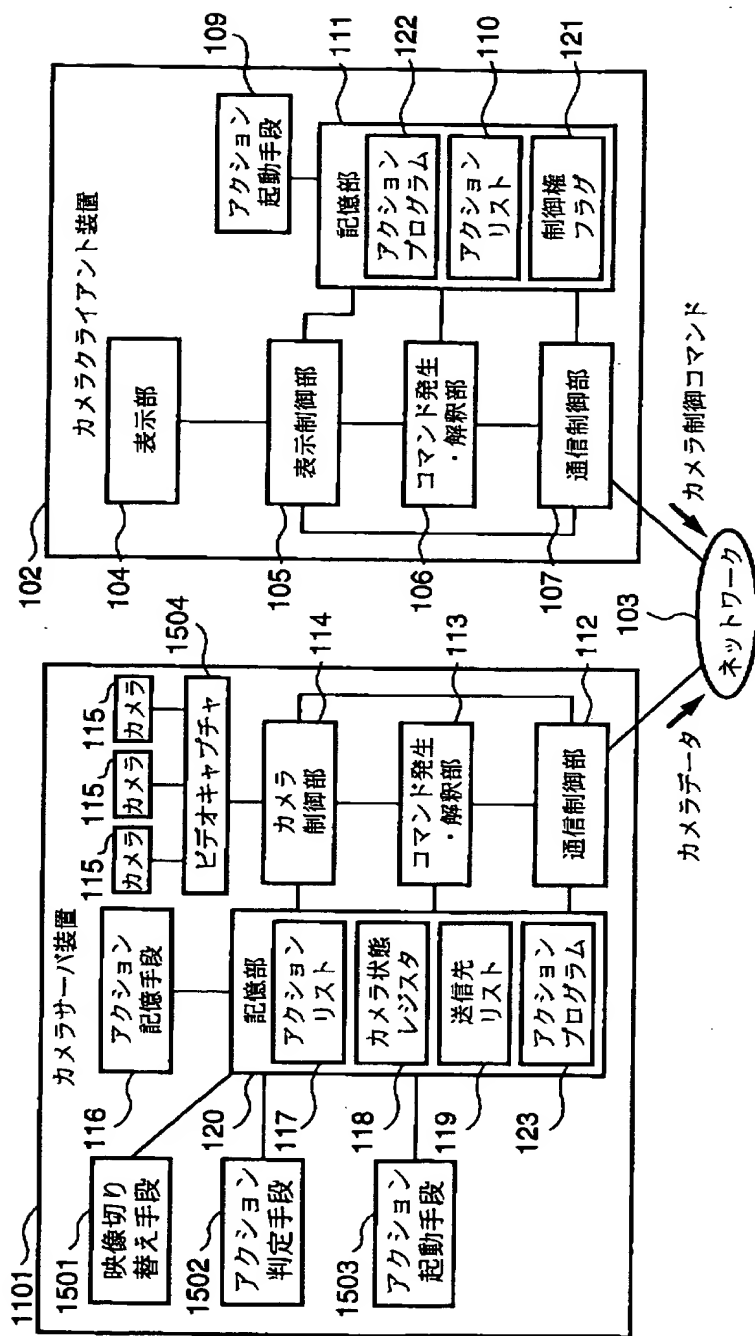 1101
カメラサーバ装置
1501
映像切り
替え手段
1502
アクション
判定手段
1503
アクション
起動手段
116
アクション
記憶手段
120
記憶部
117
アクション
リスト
118
カメラ状態
レジスタ
119
送信先
リスト
123
アクション
プログラム
115
カメラ
115
カメラ
115
カメラ
1504
ビデオキャプチャ
114
カメラ
制御部
113
コマンド発生
・解釈部
112
通信制御部
カメラデータ
103
ネットワーク
カメラ制御コマンド
102
カメラクライアント装置
104
表示部
105
表示制御部
106
コマンド発生
・解釈部
107
通信制御部
109
アクション
起動手段
111
記憶部
122
アクション
プログラム
110
アクション
リスト
121
制御権
フラグ